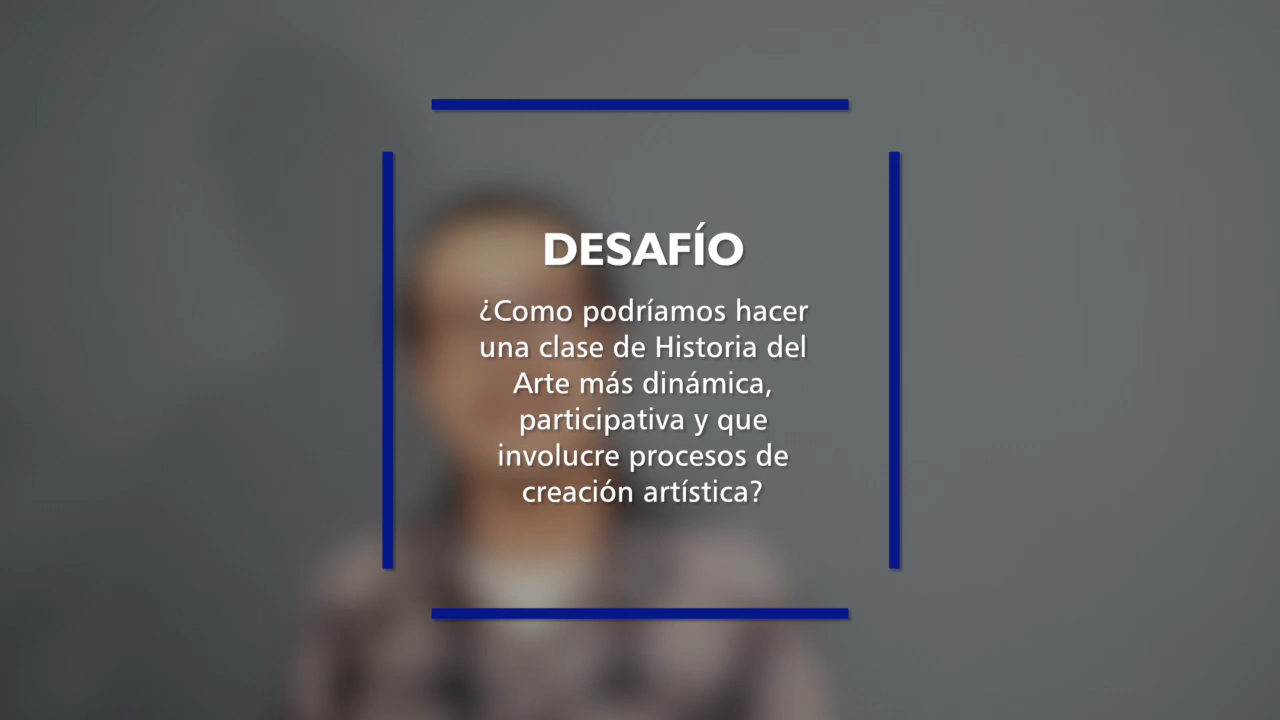 DESAFÍO
¿Como podríamos hacer
una clase de Historia del
Arte más dinámica,
participativa y que
involucre procesos de
creación artística?